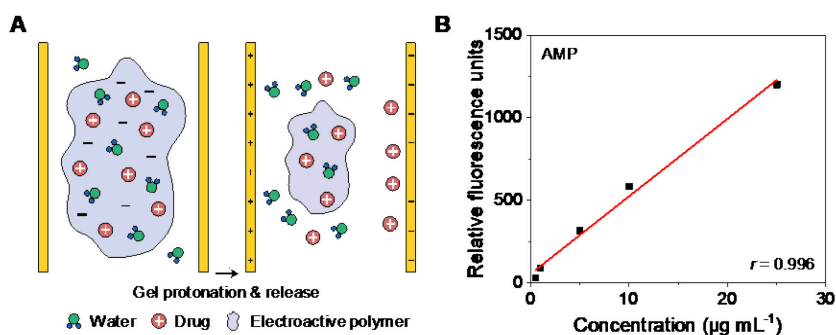 A
Gel protonation & release
Water
Drug
Electroactive polymer
B
AMP
1500
1000
500
0
0
10
20
30
Relative fluorescence units
Concentration (µg mL⁻¹)
r = 0.996